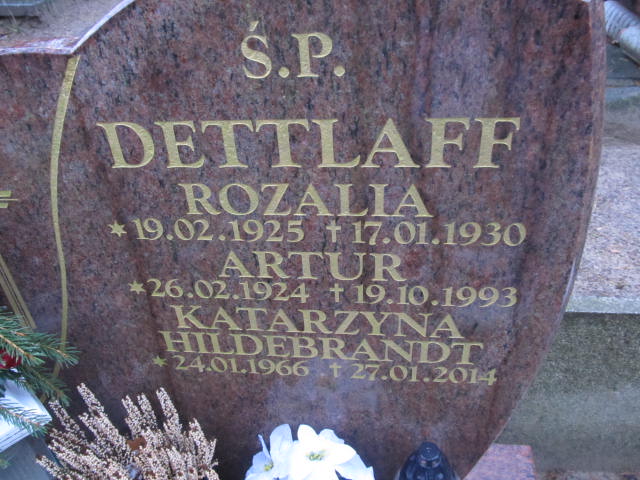 Ś.P.
DETTLAFF
ROZALIA
*19.02.1925 †17.01.1930
ARTUR
*26.02.1924 †19.10.1993
KATARZYNA
HILDEBRANDT
*24.01.1966 †27.01.2014